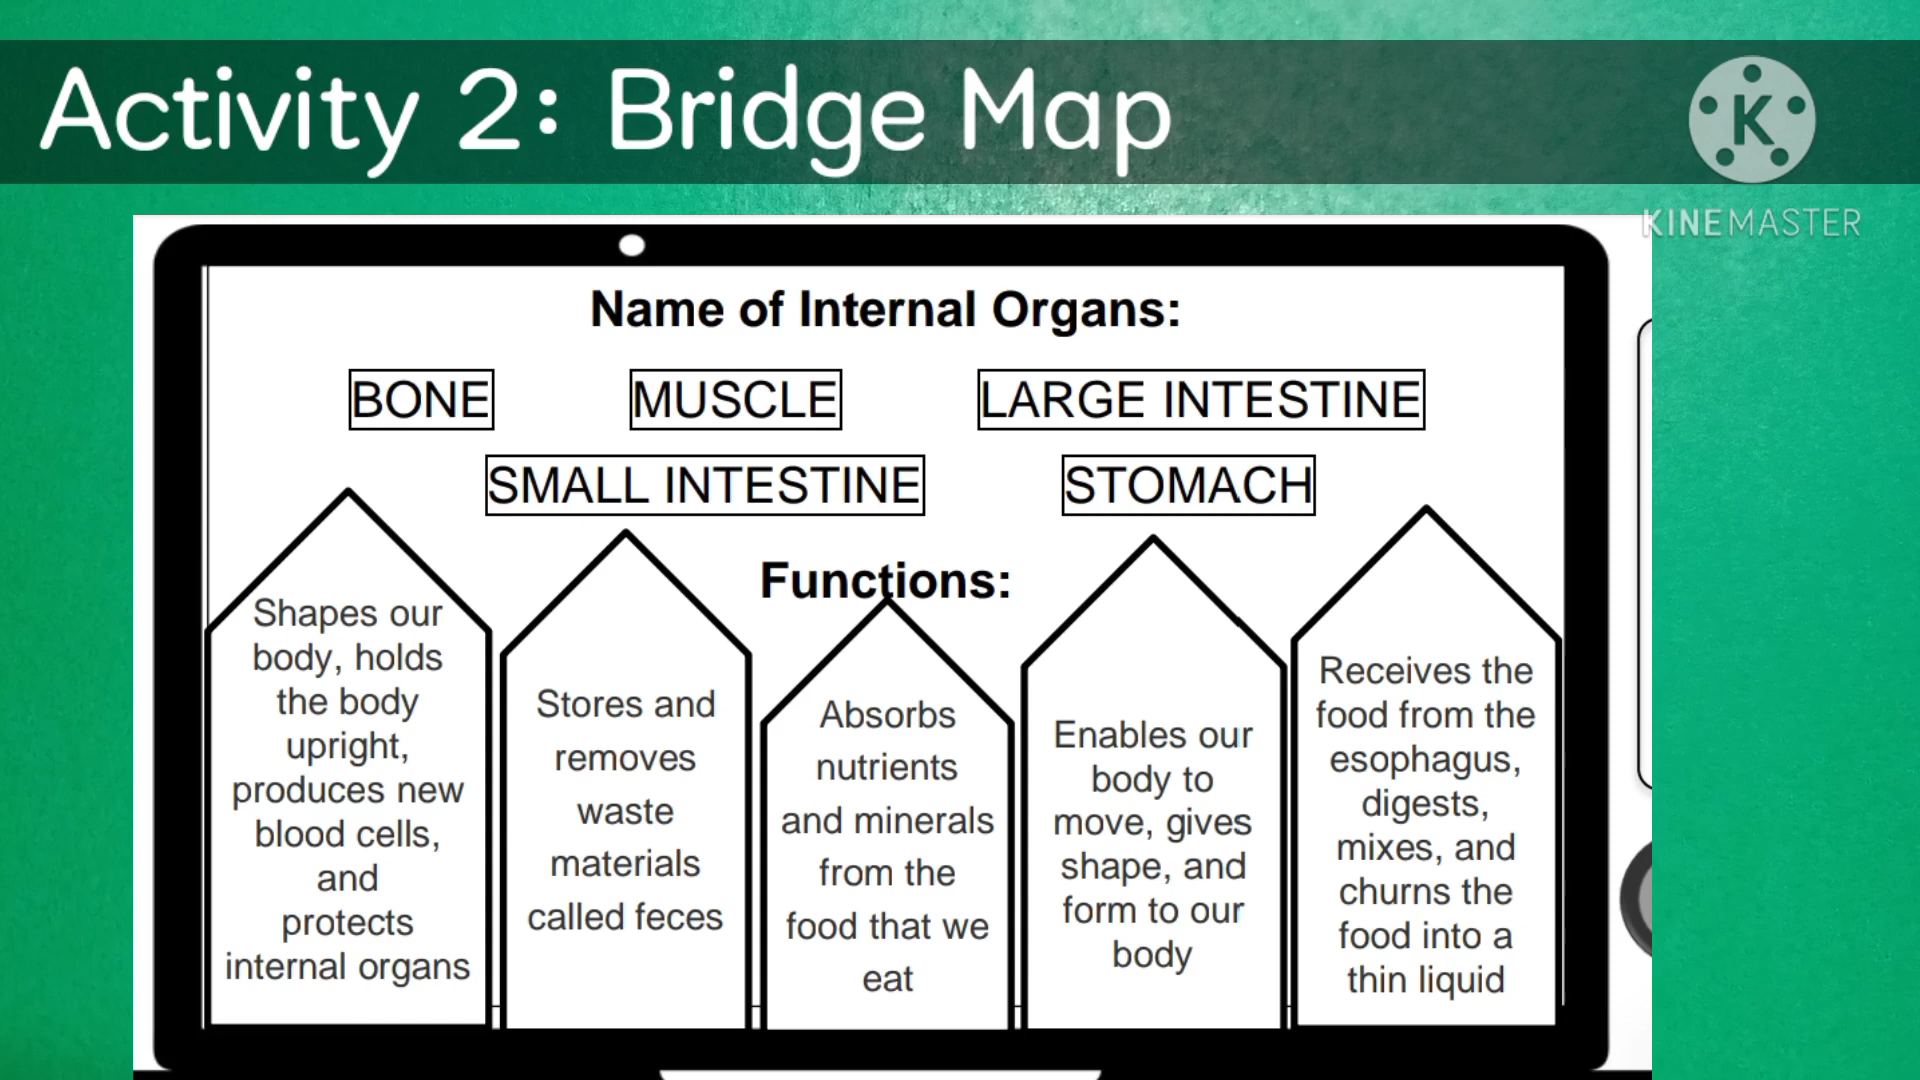 Activity 2: Bridge Map
K
KINEMASTER
Name of Internal Organs:
BONE MUSCLE LARGE INTESTINE
SMALL INTESTINE STOMACH
Functions:
Shapes our
body, holds
the body
upright,
produces new
blood cells,
and
protects
internal organs
Stores and
removes
waste
materials
called feces
Absorbs
nutrients
and minerals
from the
food that we
eat
Enables our
body to
move, gives
shape, and
form to our
body
Receives the
food from the
esophagus,
digests,
mixes, and
churns the
food into a
thin liquid